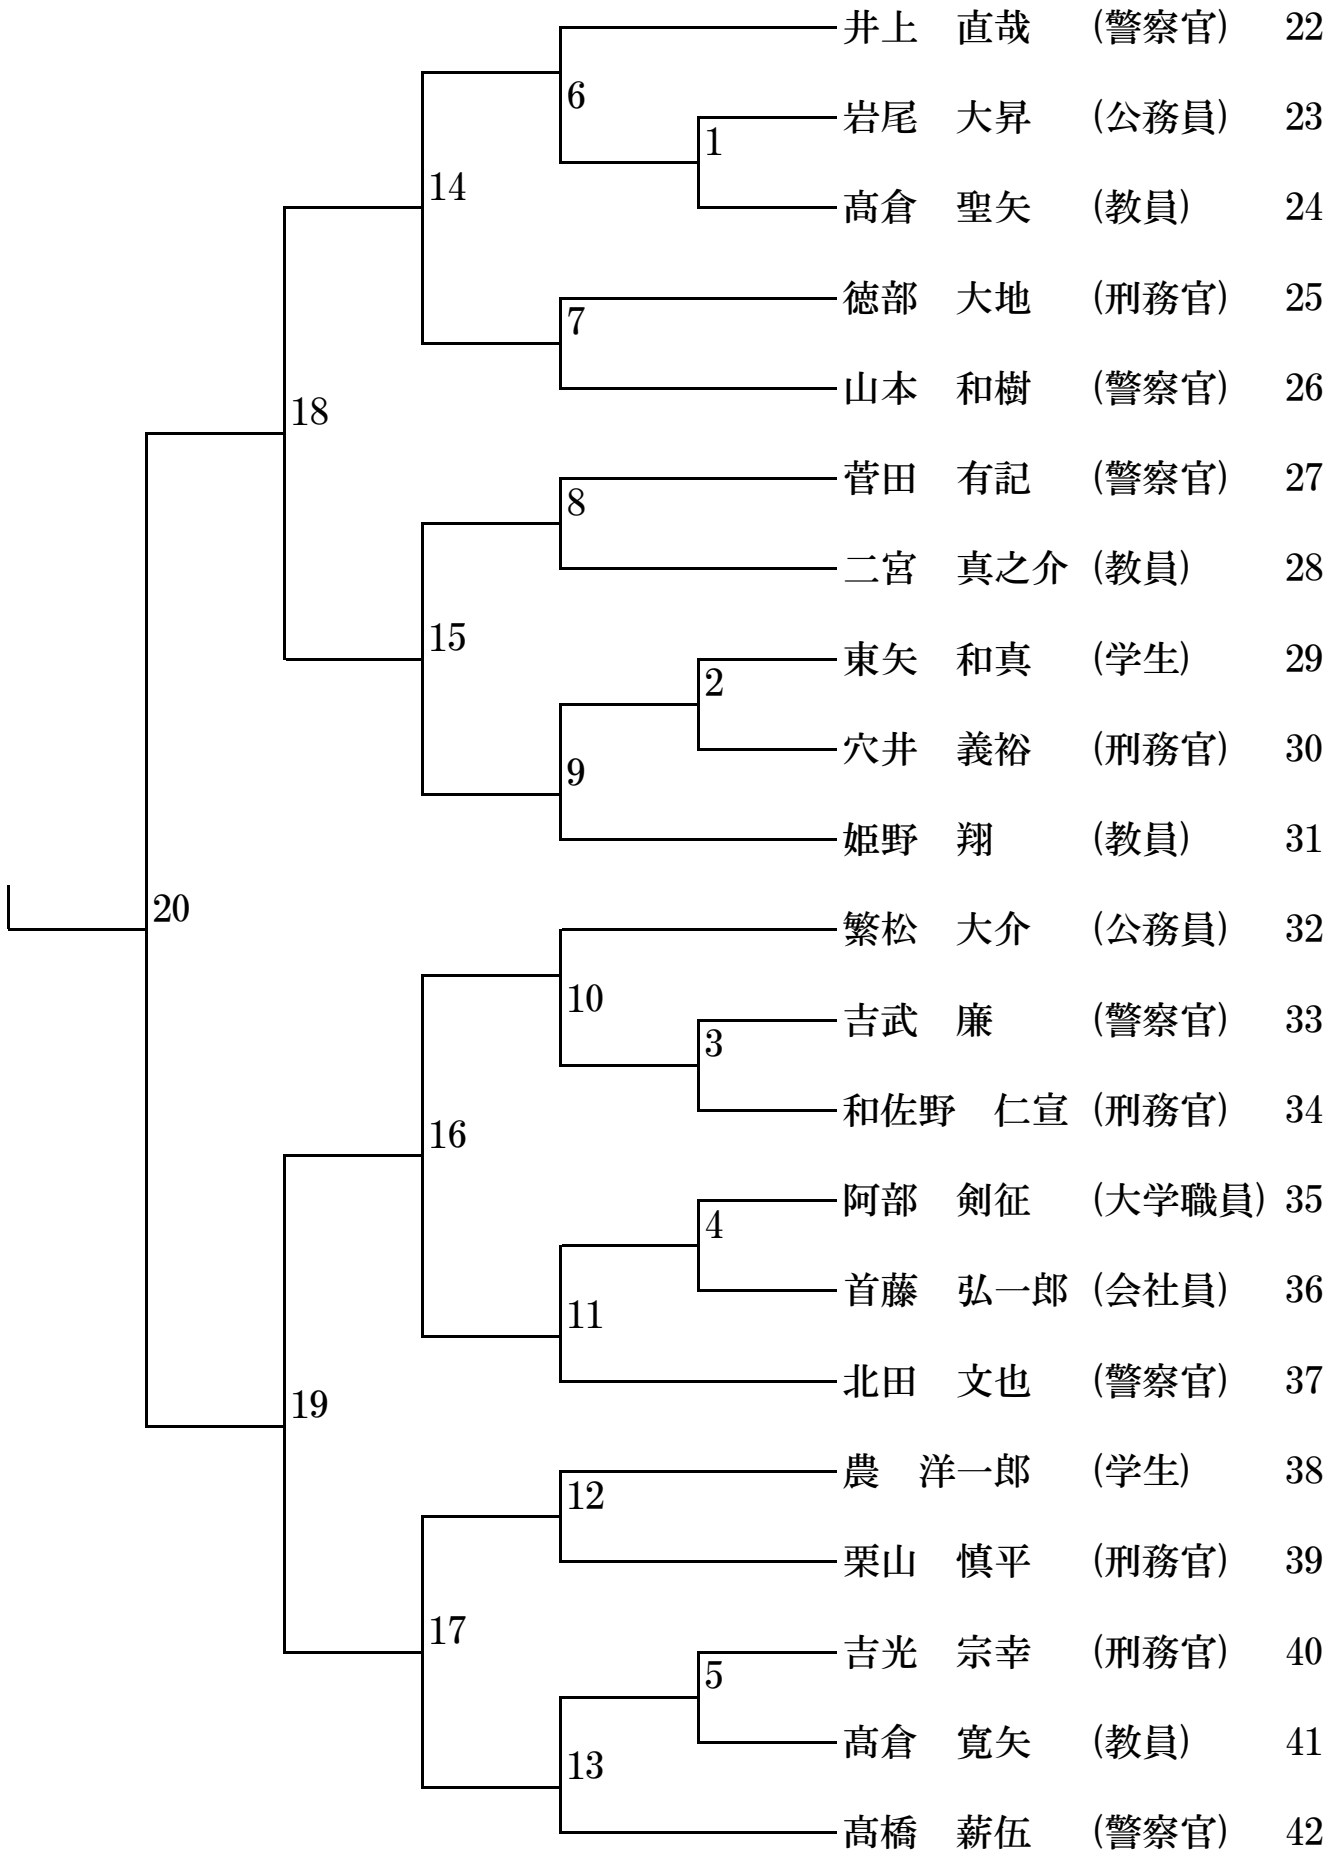 井上　直哉　(警察官)　22
6
岩尾　大昇　(公務員)　23
1
14
髙倉　聖矢　(教員)　24
徳部　大地　(刑務官)　25
7
山本　和樹　(警察官)　26
18
菅田　有記　(警察官)　27
8
二宮　真之介　(教員)　28
15
東矢　和真　(学生)　29
2
穴井　義裕　(刑務官)　30
9
姫野　翔　(教員)　31
20
繁松　大介　(公務員)　32
10
吉武　廉　(警察官)　33
3
和佐野　仁宣　(刑務官)　34
16
阿部　剣征　(大学職員)　35
4
首藤　弘一郎　(会社員)　36
11
北田　文也　(警察官)　37
19
農　洋一郎　(学生)　38
12
栗山　慎平　(刑務官)　39
17
吉光　宗幸　(刑務官)　40
5
髙倉　寛矢　(教員)　41
13
髙橋　薪伍　(警察官)　42